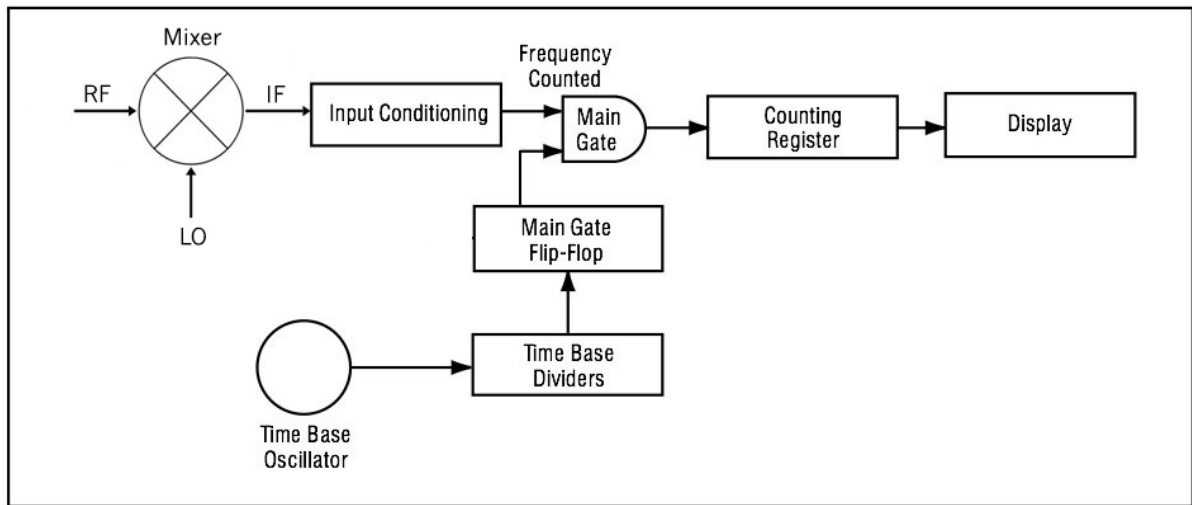 Mixer
RF
IF
LO
Input Conditioning
Frequency
Counted
Main
Gate
Counting
Register
Display
Main Gate
Flip-Flop
Time Base
Dividers
Time Base
Oscillator